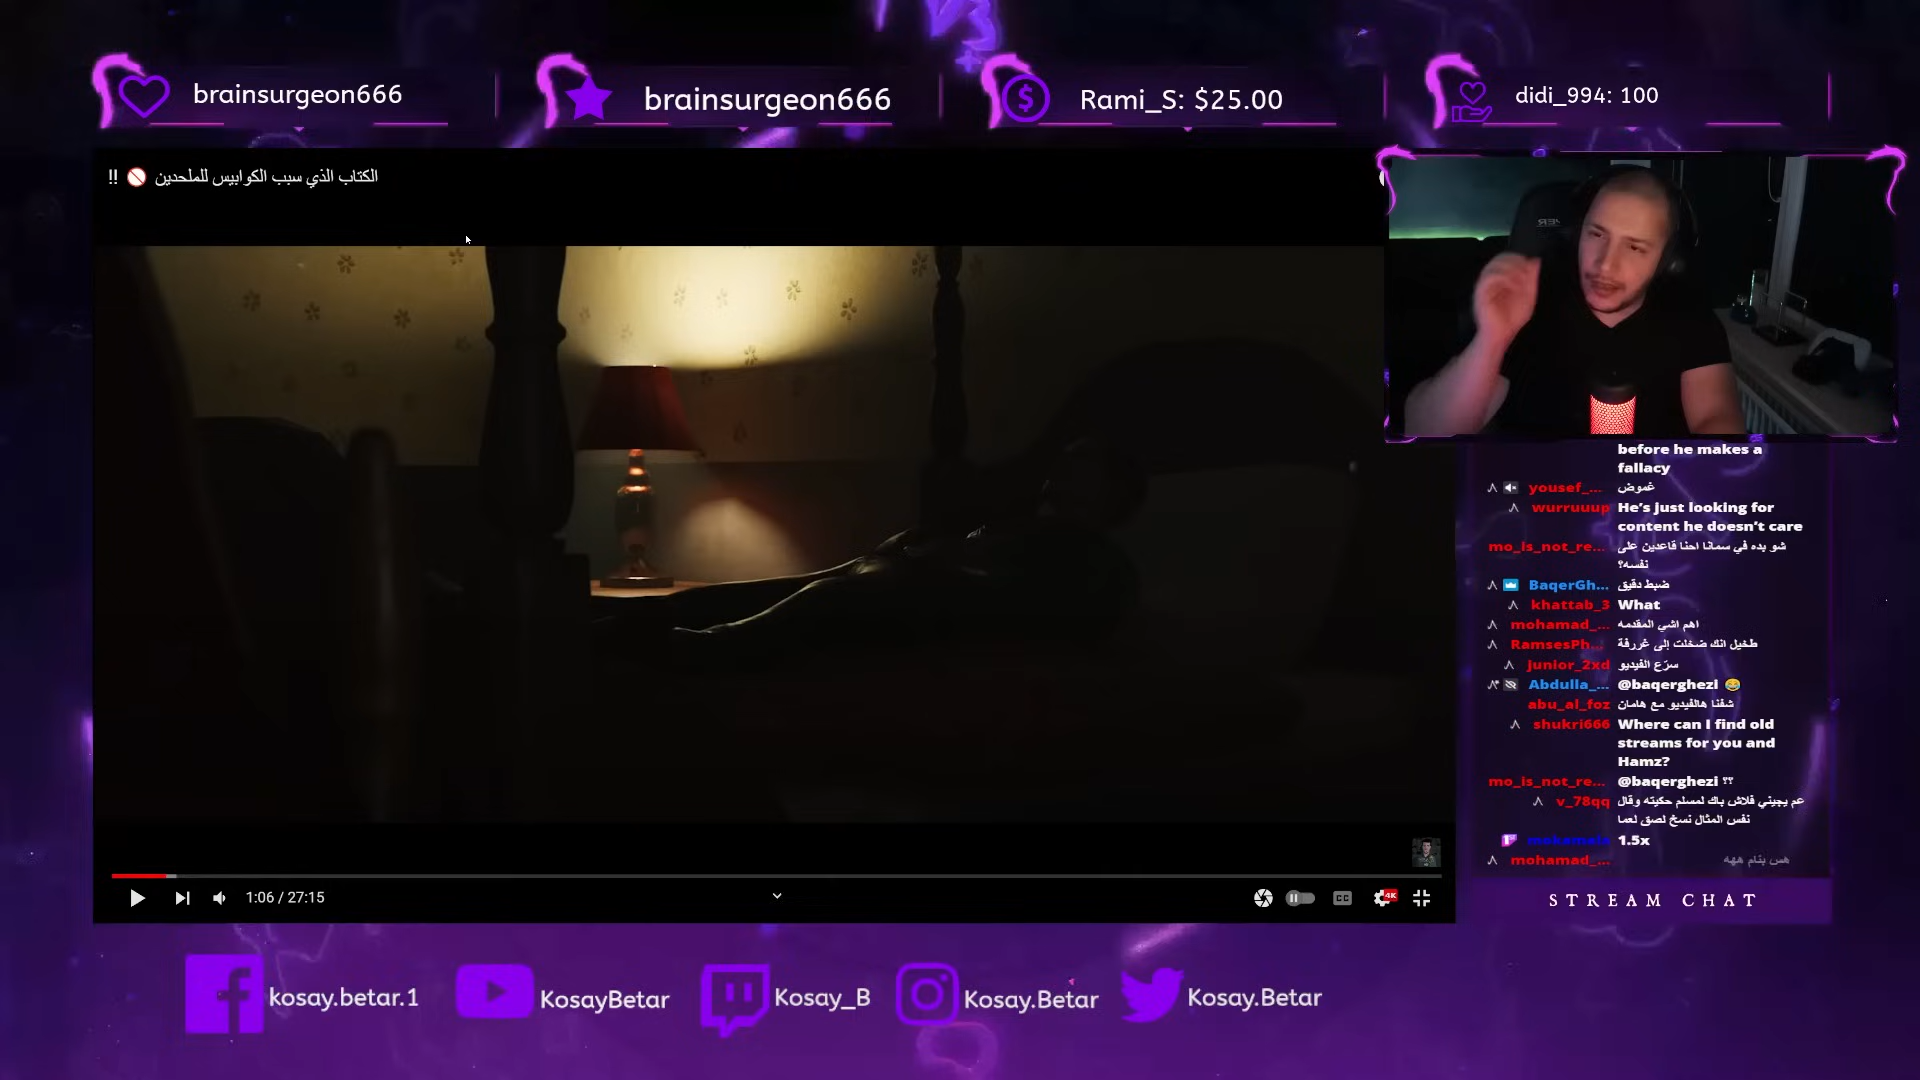 brainsurgeon666
brainsurgeon666
Rami_S: $25.00
didi_994: 100
الكتاب الذي سبب الكوابيس للملحدين 🚫 !!
before he makes a
fallacy
yousef_... غموض
wurruuup He's just looking for
content he doesn't care
mo_is_not_re... شو بده في سمانا احنا قاعدين على
نفسه؟
BaqerGh... ضبط دقيق
khattab_3 What
mohamad_... اهم اشي المقدمه
RamsesPh... طخيل انك ضخلت إلى غررفة
junior_2xd سرّع الفيديو
Abdulla_... @baqerghezi 😂
abu_al_foz شفنا هالفيديو مع هامان
shukri666 Where can I find old
streams for you and
Hamz?
mo_is_not_re... @baqerghezi ؟؟
v_78qq عم يجيني فلاش باك لمسلم حكيته وقال
نفس المثال نسخ لصق لعما
1.5x
mohamad_... هس بنام ههه
1:06 / 27:15
CC
4K
STREAM CHAT
kosay.betar.1
KosayBetar
Kosay_B
Kosay.Betar
Kosay.Betar